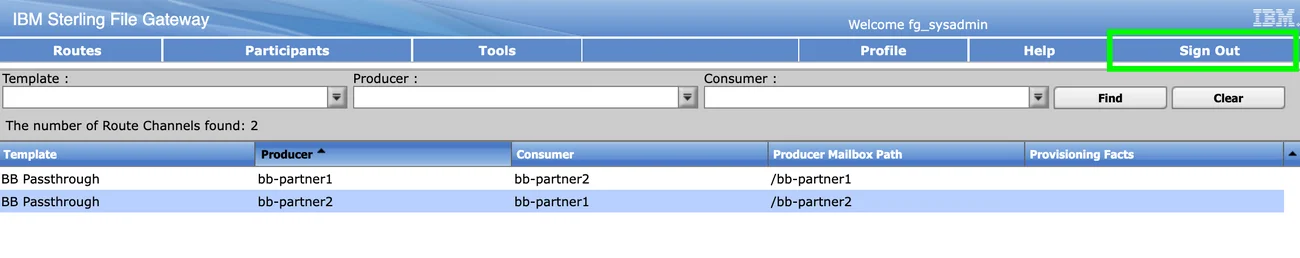 IBM Sterling File Gateway
Welcome fg_sysadmin
IBM.
Routes Participants Tools Profile Help Sign Out
Template : Producer : Consumer :
Find Clear
The number of Route Channels found: 2
Template Producer Consumer Producer Mailbox Path Provisioning Facts
BB Passthrough bb-partner1 bb-partner2 /bb-partner1
BB Passthrough bb-partner2 bb-partner1 /bb-partner2